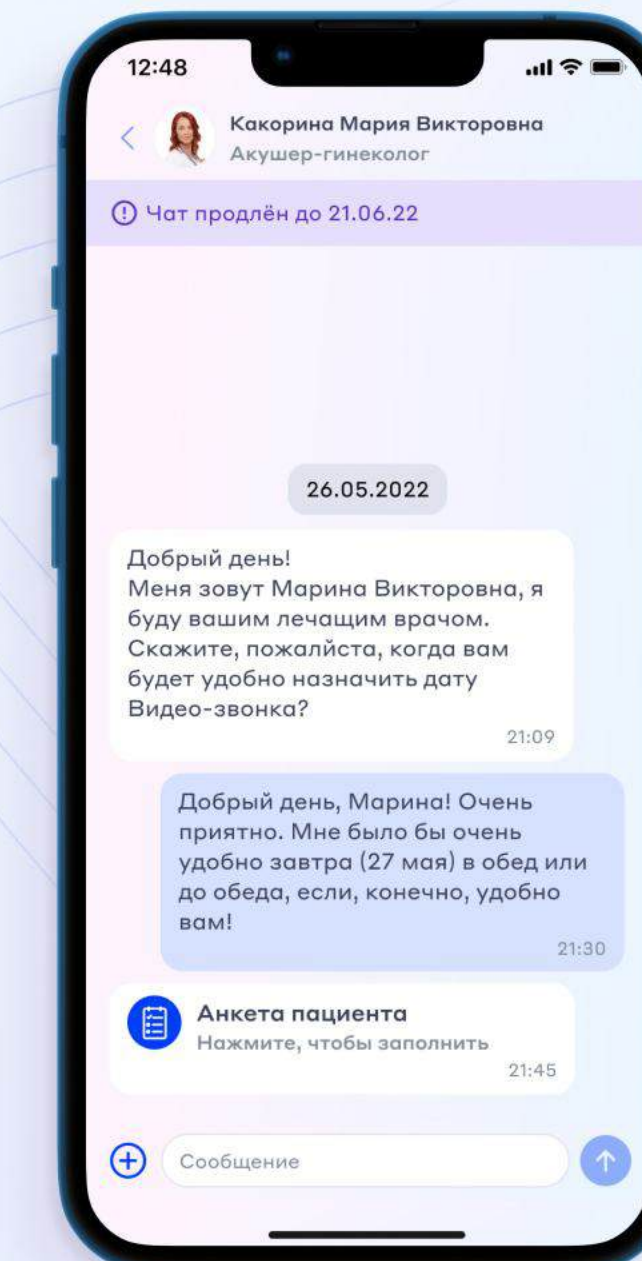 12:48
Какорина Мария Викторовна
Акушер-гинеколог
Чат продлён до 21.06.22
26.05.2022
Добрый день!
Меня зовут Марина Викторовна, я
буду вашим лечащим врачом.
Скажите, пожалйста, когда вам
будет удобно назначить дату
Видео-звонка?
21:09
Добрый день, Марина! Очень
приятно. Мне было бы очень
удобно завтра (27 мая) в обед или
до обеда, если, конечно, удобно
вам!
21:30
Анкета пациента
Нажмите, чтобы заполнить
21:45
Сообщение